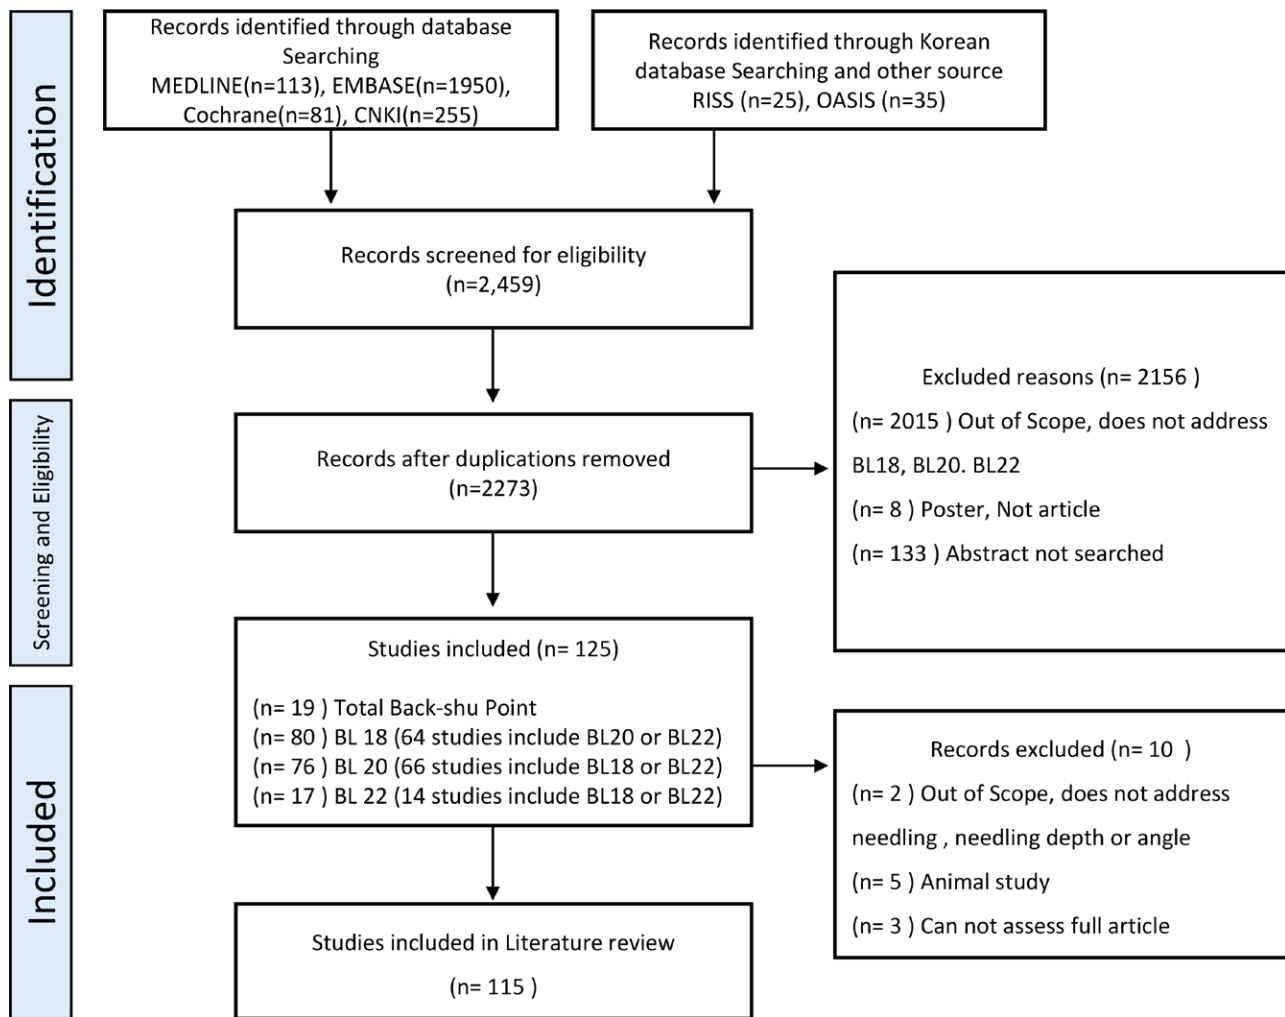 Identification
Records identified through database
Searching
MEDLINE(n=113), EMBASE(n=1950),
Cochrane(n=81), CNKI(n=255)
Records identified through Korean
database Searching and other source
RISS (n=25), OASIS (n=35)
Records screened for eligibility
(n=2,459)
Screening and Eligibility
Records after duplications removed
(n=2273)
Excluded reasons (n= 2156 )
(n= 2015 ) Out of Scope, does not address
BL18, BL20. BL22
(n= 8 ) Poster, Not article
(n= 133 ) Abstract not searched
Studies included (n= 125)
(n= 19 ) Total Back-shu Point
(n= 80 ) BL 18 (64 studies include BL20 or BL22)
(n= 76 ) BL 20 (66 studies include BL18 or BL22)
(n= 17 ) BL 22 (14 studies include BL18 or BL22)
Included
Records excluded (n= 10  )
(n= 2 ) Out of Scope, does not address
needling , needling depth or angle
(n= 5 ) Animal study
(n= 3 ) Can not assess full article
Studies included in Literature review
(n= 115 )